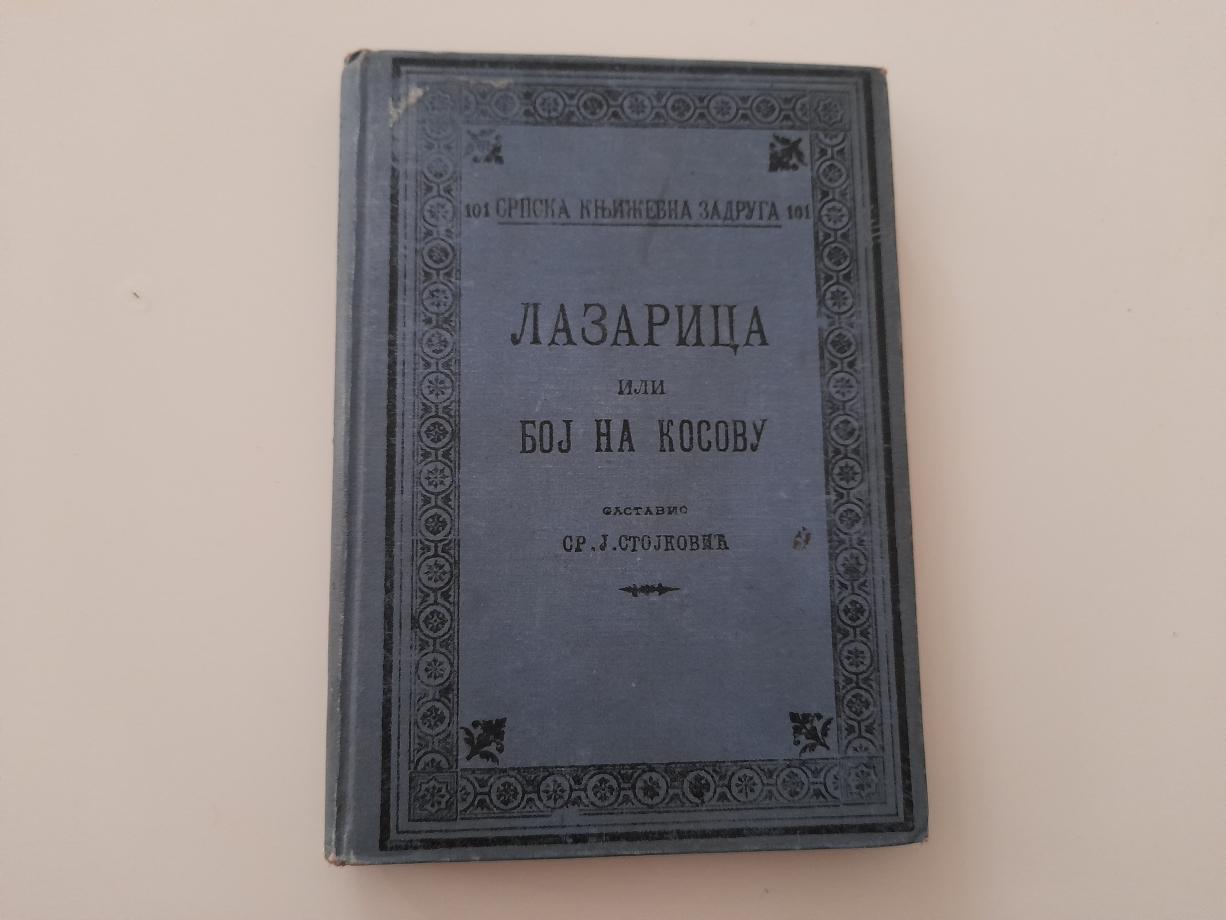 101 СРПСКА КЊИЖЕВНА ЗАДРУГА 101
ЛАЗАРИЦА
ИЛИ
БОЈ НА КОСОВУ
САСТАВИО
СР. Ј. СТОЈКОВИЋ